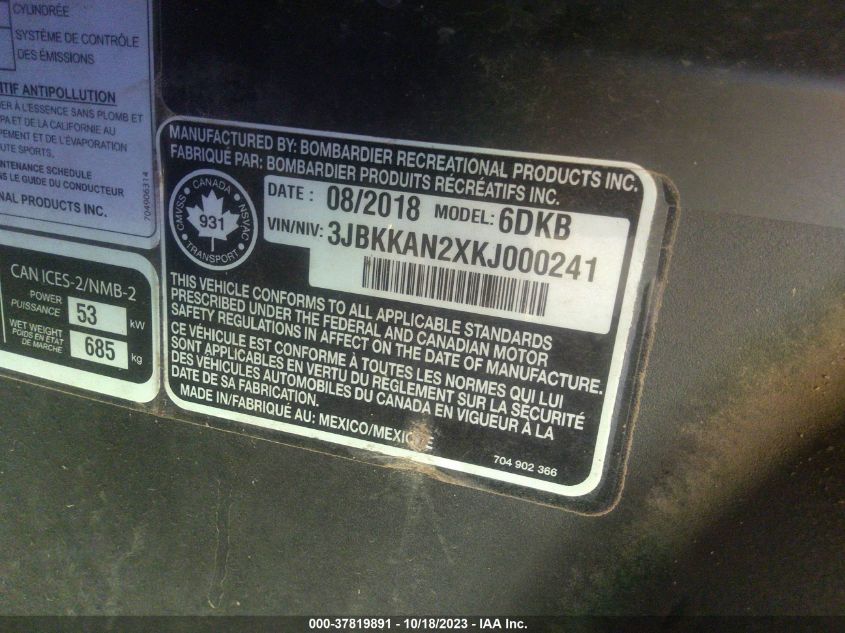 CYLINDRÉE
SYSTÈME DE CONTRÔLE
DES ÉMISSIONS
ANTIPOLLUTION
À L'ESSENCE SANS PLOMB ET
ET DE LA CALIFORNIE AU
ET DE L'ÉVAPORATION
SPORTS.
SCHEDULE
LE GUIDE DU CONDUCTEUR
PRODUCTS INC.
704906314
CAN ICES-2/NMB-2
POWER
PUISSANCE 53 kW
WET WEIGHT
POIDS EN ÉTAT
DE MARCHE 685 kg
MANUFACTURED BY: BOMBARDIER RECREATIONAL PRODUCTS INC.
FABRIQUÉ PAR: BOMBARDIER PRODUITS RÉCRÉATIFS INC.
CANADA
CMVSS 931 NSVAC
TRANSPORT
DATE : 08/2018 MODEL: 6DKB
VIN/NIV: 3JBKKAN2XKJ000241
THIS VEHICLE CONFORMS TO ALL APPLICABLE STANDARDS
PRESCRIBED UNDER THE FEDERAL AND CANADIAN MOTOR
SAFETY REGULATIONS IN AFFECT ON THE DATE OF MANUFACTURE.
CE VÉHICULE EST CONFORME À TOUTES LES NORMES QUI LUI
SONT APPLICABLES EN VERTU DU RÈGLEMENT SUR LA SÉCURITÉ
DES VÉHICULES AUTOMOBILES DU CANADA EN VIGUEUR À LA
DATE DE SA FABRICATION.
MADE IN/FABRIQUÉ AU: MEXICO/MEXIQUE
704 902 366
000-37819891 - 10/18/2023 - IAA Inc.